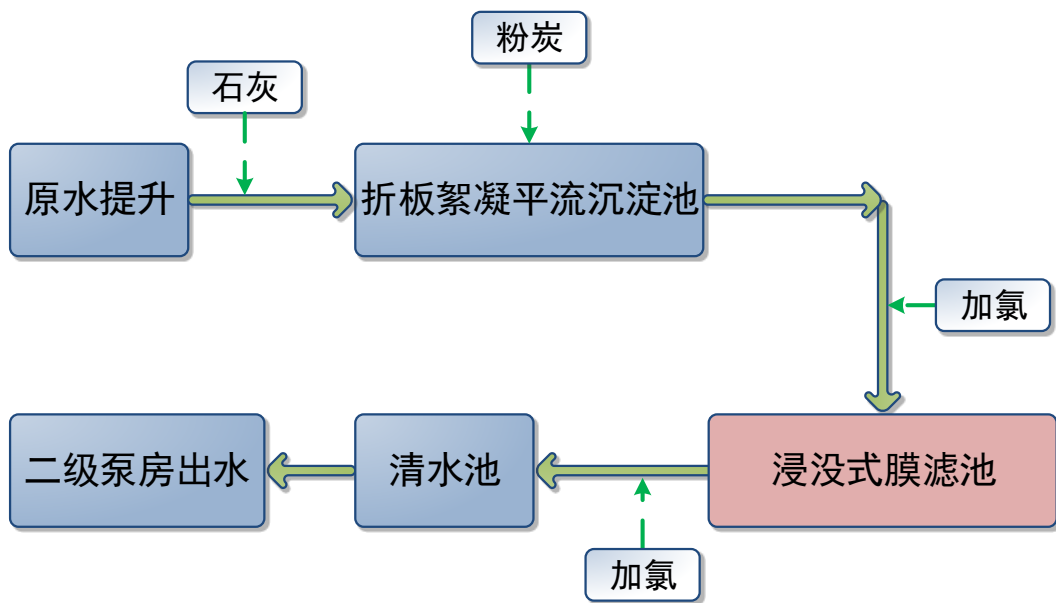 粉炭
石灰
原水提升
折板絮凝平流沉淀池
加氯
二级泵房出水
清水池
浸没式膜滤池
加氯